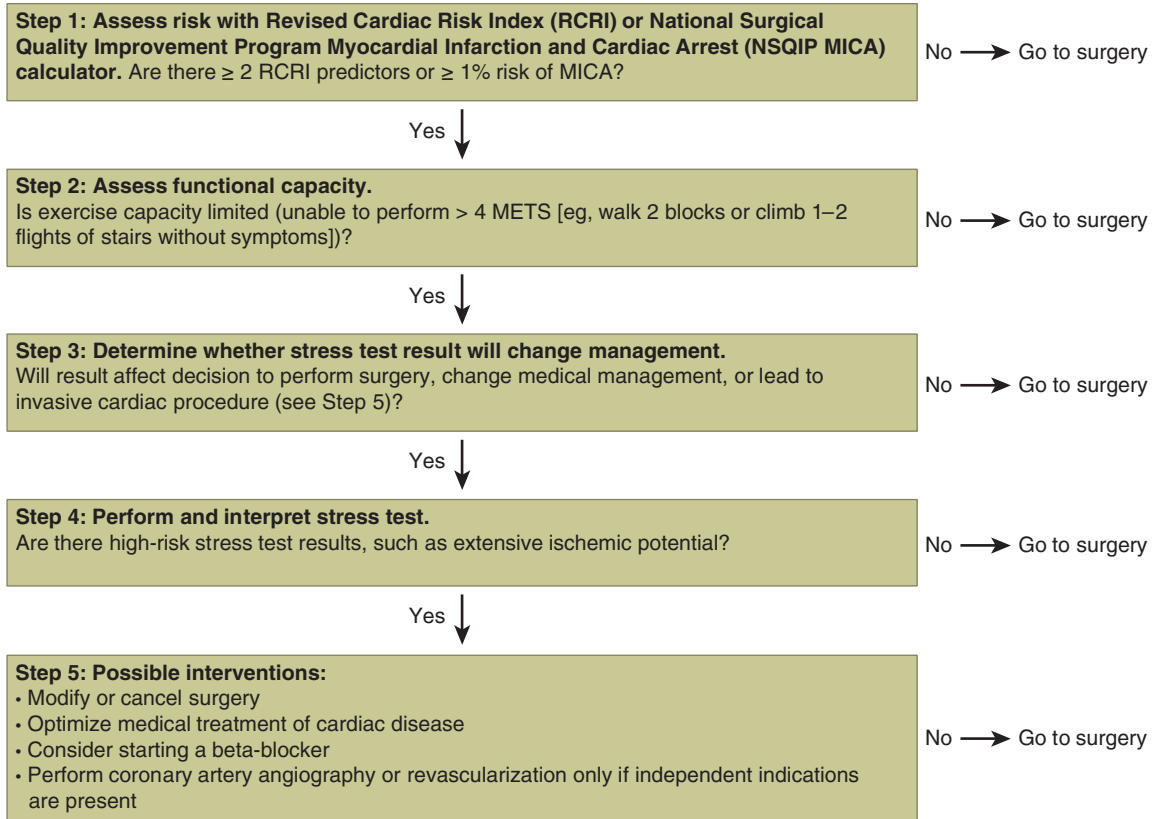 Step 1: Assess risk with Revised Cardiac Risk Index (RCRI) or National Surgical
Quality Improvement Program Myocardial Infarction and Cardiac Arrest (NSQIP MICA)
calculator. Are there ≥ 2 RCRI predictors or ≥ 1% risk of MICA?
No → Go to surgery
Yes
Step 2: Assess functional capacity.
Is exercise capacity limited (unable to perform > 4 METS [eg, walk 2 blocks or climb 1–2
flights of stairs without symptoms])?
No → Go to surgery
Yes
Step 3: Determine whether stress test result will change management.
Will result affect decision to perform surgery, change medical management, or lead to
invasive cardiac procedure (see Step 5)?
No → Go to surgery
Yes
Step 4: Perform and interpret stress test.
Are there high-risk stress test results, such as extensive ischemic potential?
No → Go to surgery
Yes
Step 5: Possible interventions:
• Modify or cancel surgery
• Optimize medical treatment of cardiac disease
• Consider starting a beta-blocker
• Perform coronary artery angiography or revascularization only if independent indications
are present
No → Go to surgery